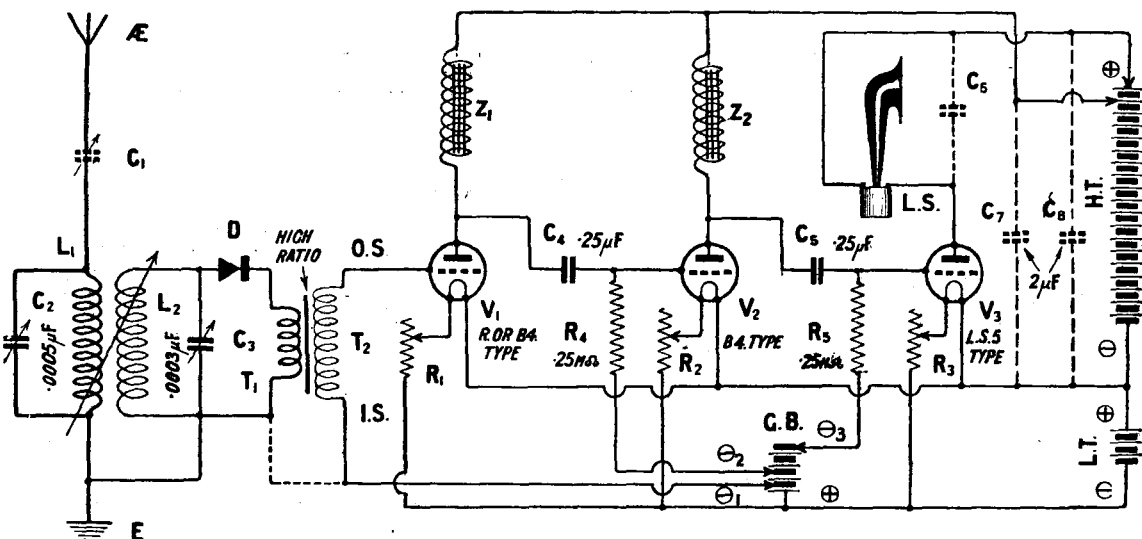 Æ
C₁
L₁
C₂
.0005µF
L₂
.0003µF
C₃
D
HIGH
RATIO
T₁
T₂
O.S.
I.S.
E
Z₁
Z₂
V₁
R. OR B4.
TYPE
R₁
C₄ .25µF
R₄
.25MΩ
V₂
B4. TYPE
R₂
C₅ .25µF
R₅
.25MΩ
L.S.
C₆
V₃
L.S.5
TYPE
R₃
C₇
C₈
2µF
⊕
H.T.
⊖
⊕
L.T.
⊖
G.B.
⊖₃
⊖₂
⊖₁
⊕